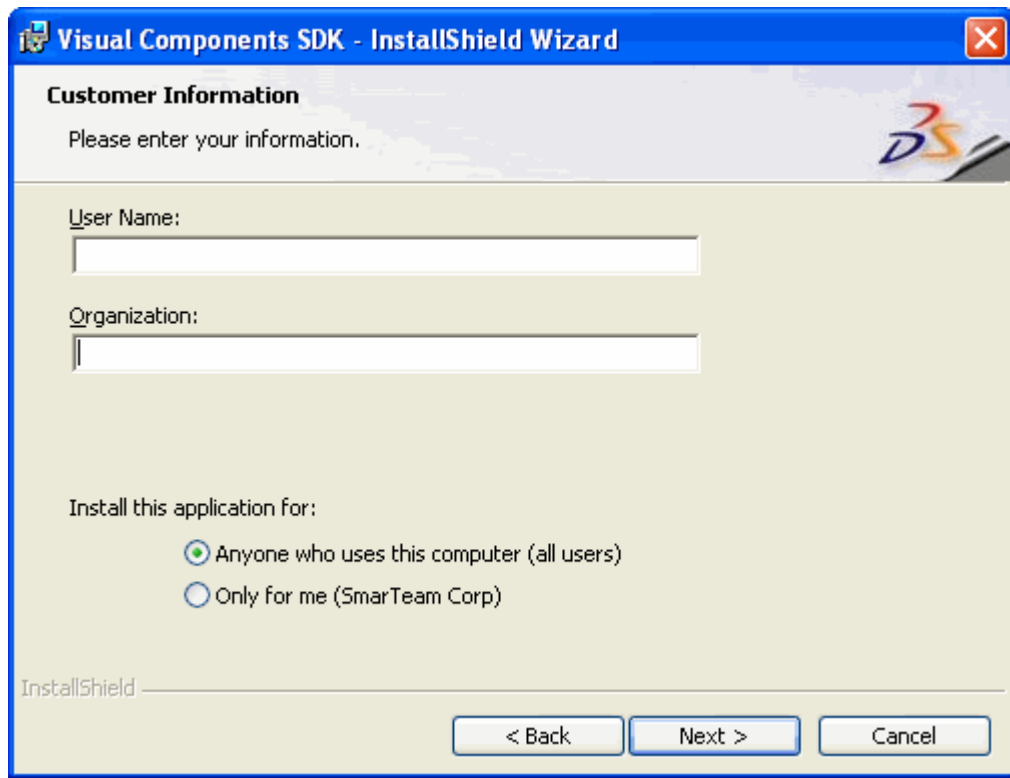 Visual Components SDK - InstallShield Wizard
Customer Information
Please enter your information.
DS
User Name:
Organization:
Install this application for:
Anyone who uses this computer (all users)
Only for me (SmarTeam Corp)
InstallShield
< Back
Next >
Cancel